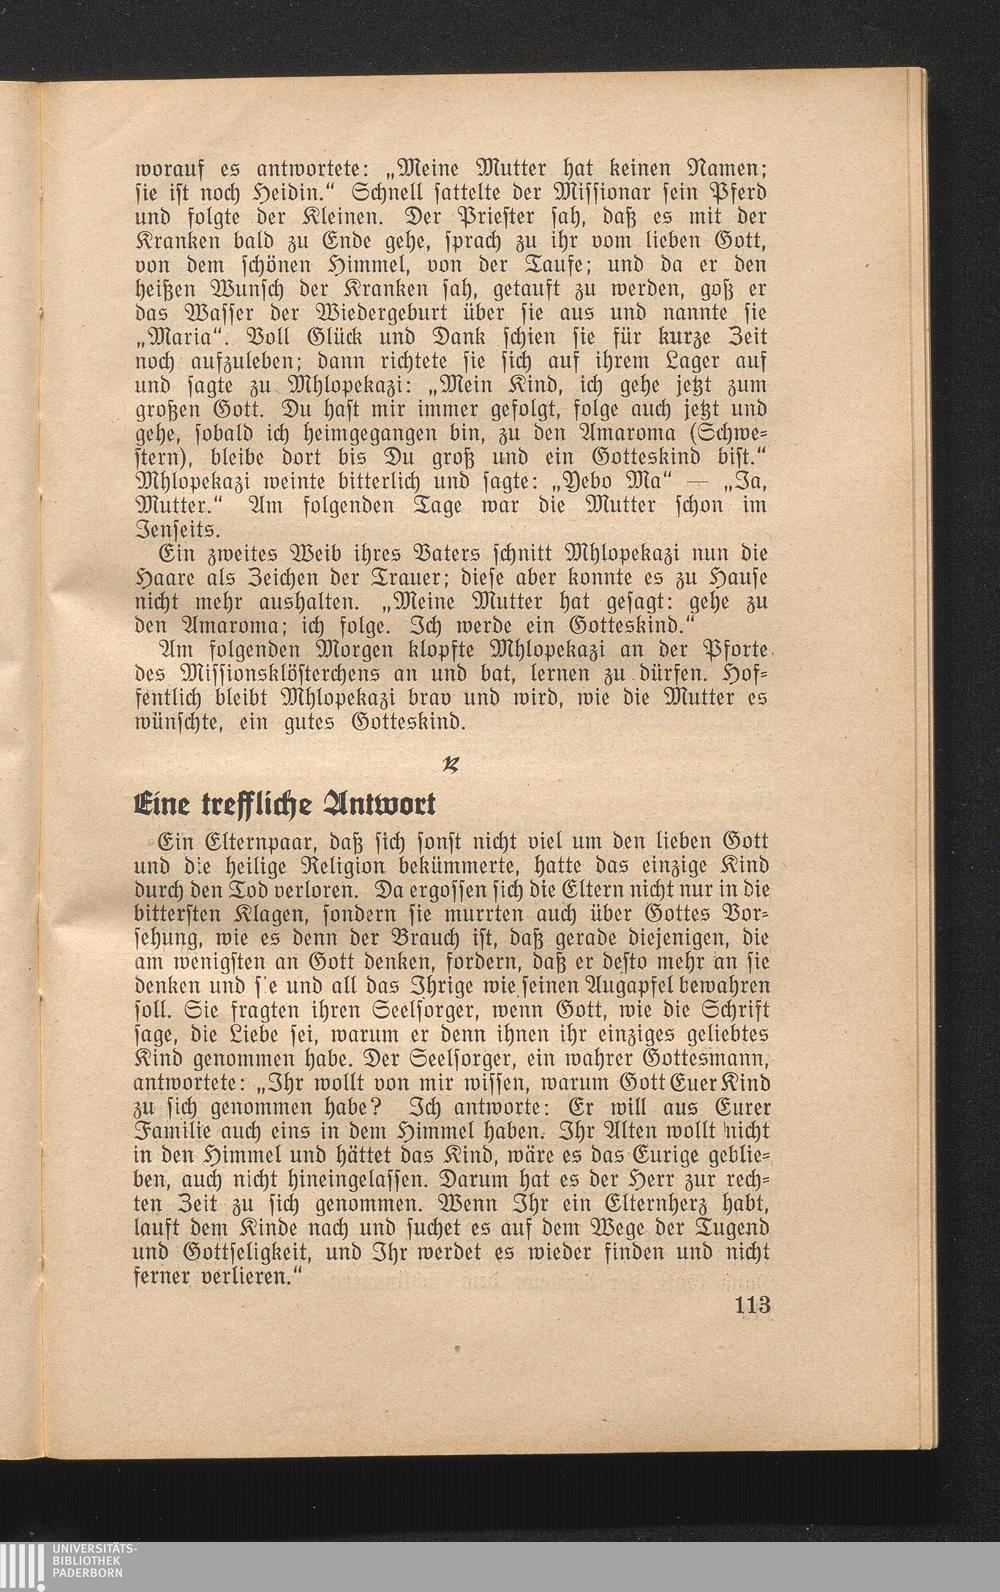 worauf es antwortete: „Meine Mutter hat keinen Namen;
sie ist noch Heidin.“ Schnell sattelte der Missionar sein Pferd
und folgte der Kleinen. Der Priester sah, daß es mit der
Kranken bald zu Ende gehe, sprach zu ihr vom lieben Gott,
von dem schönen Himmel, von der Taufe; und da er den
heißen Wunsch der Kranken sah, getauft zu werden, goß er
das Wasser der Wiedergeburt über sie aus und nannte sie
„Maria“. Voll Glück und Dank schien sie für kurze Zeit
noch aufzuleben; dann richtete sie sich auf ihrem Lager auf
und sagte zu Mhlopekazi: „Mein Kind, ich gehe jetzt zum
großen Gott. Du hast mir immer gefolgt, folge auch jetzt und
gehe, sobald ich heimgegangen bin, zu den Amaroma (Schwe-
stern), bleibe dort bis Du groß und ein Gotteskind bist.“
Mhlopekazi weinte bitterlich und sagte: „Yebo Ma“ — „Ja,
Mutter.“ Am folgenden Tage war die Mutter schon im
Jenseits.
Ein zweites Weib ihres Vaters schnitt Mhlopekazi nun die
Haare als Zeichen der Trauer; diese aber konnte es zu Hause
nicht mehr aushalten. „Meine Mutter hat gesagt: gehe zu
den Amaroma; ich folge. Ich werde ein Gotteskind.“
Am folgenden Morgen klopfte Mhlopekazi an der Pforte
des Missionsklösterchens an und bat, lernen zu dürfen. Hof-
fentlich bleibt Mhlopekazi brav und wird, wie die Mutter es
wünschte, ein gutes Gotteskind.
Eine treffliche Antwort
Ein Elternpaar, daß sich sonst nicht viel um den lieben Gott
und die heilige Religion bekümmerte, hatte das einzige Kind
durch den Tod verloren. Da ergossen sich die Eltern nicht nur in die
bittersten Klagen, sondern sie murrten auch über Gottes Vor-
sehung, wie es denn der Brauch ist, daß gerade diejenigen, die
am wenigsten an Gott denken, fordern, daß er desto mehr an sie
denken und s e und all das Ihrige wie seinen Augapfel bewahren
soll. Sie fragten ihren Seelsorger, wenn Gott, wie die Schrift
sage, die Liebe sei, warum er denn ihnen ihr einziges geliebtes
Kind genommen habe. Der Seelsorger, ein wahrer Gottesmann,
antwortete: „Ihr wollt von mir wissen, warum Gott Euer Kind
zu sich genommen habe? Ich antworte: Er will aus Eurer
Familie auch eins in dem Himmel haben. Ihr Alten wollt nicht
in den Himmel und hättet das Kind, wäre es das Eurige geblie-
ben, auch nicht hineingelassen. Darum hat es der Herr zur rech-
ten Zeit zu sich genommen. Wenn Ihr ein Elternherz habt,
lauft dem Kinde nach und suchet es auf dem Wege der Tugend
und Gottseligkeit, und Ihr werdet es wieder finden und nicht
ferner verlieren.“
113
UNIVERSITÄTS-
BIBLIOTHEK
PADERBORN